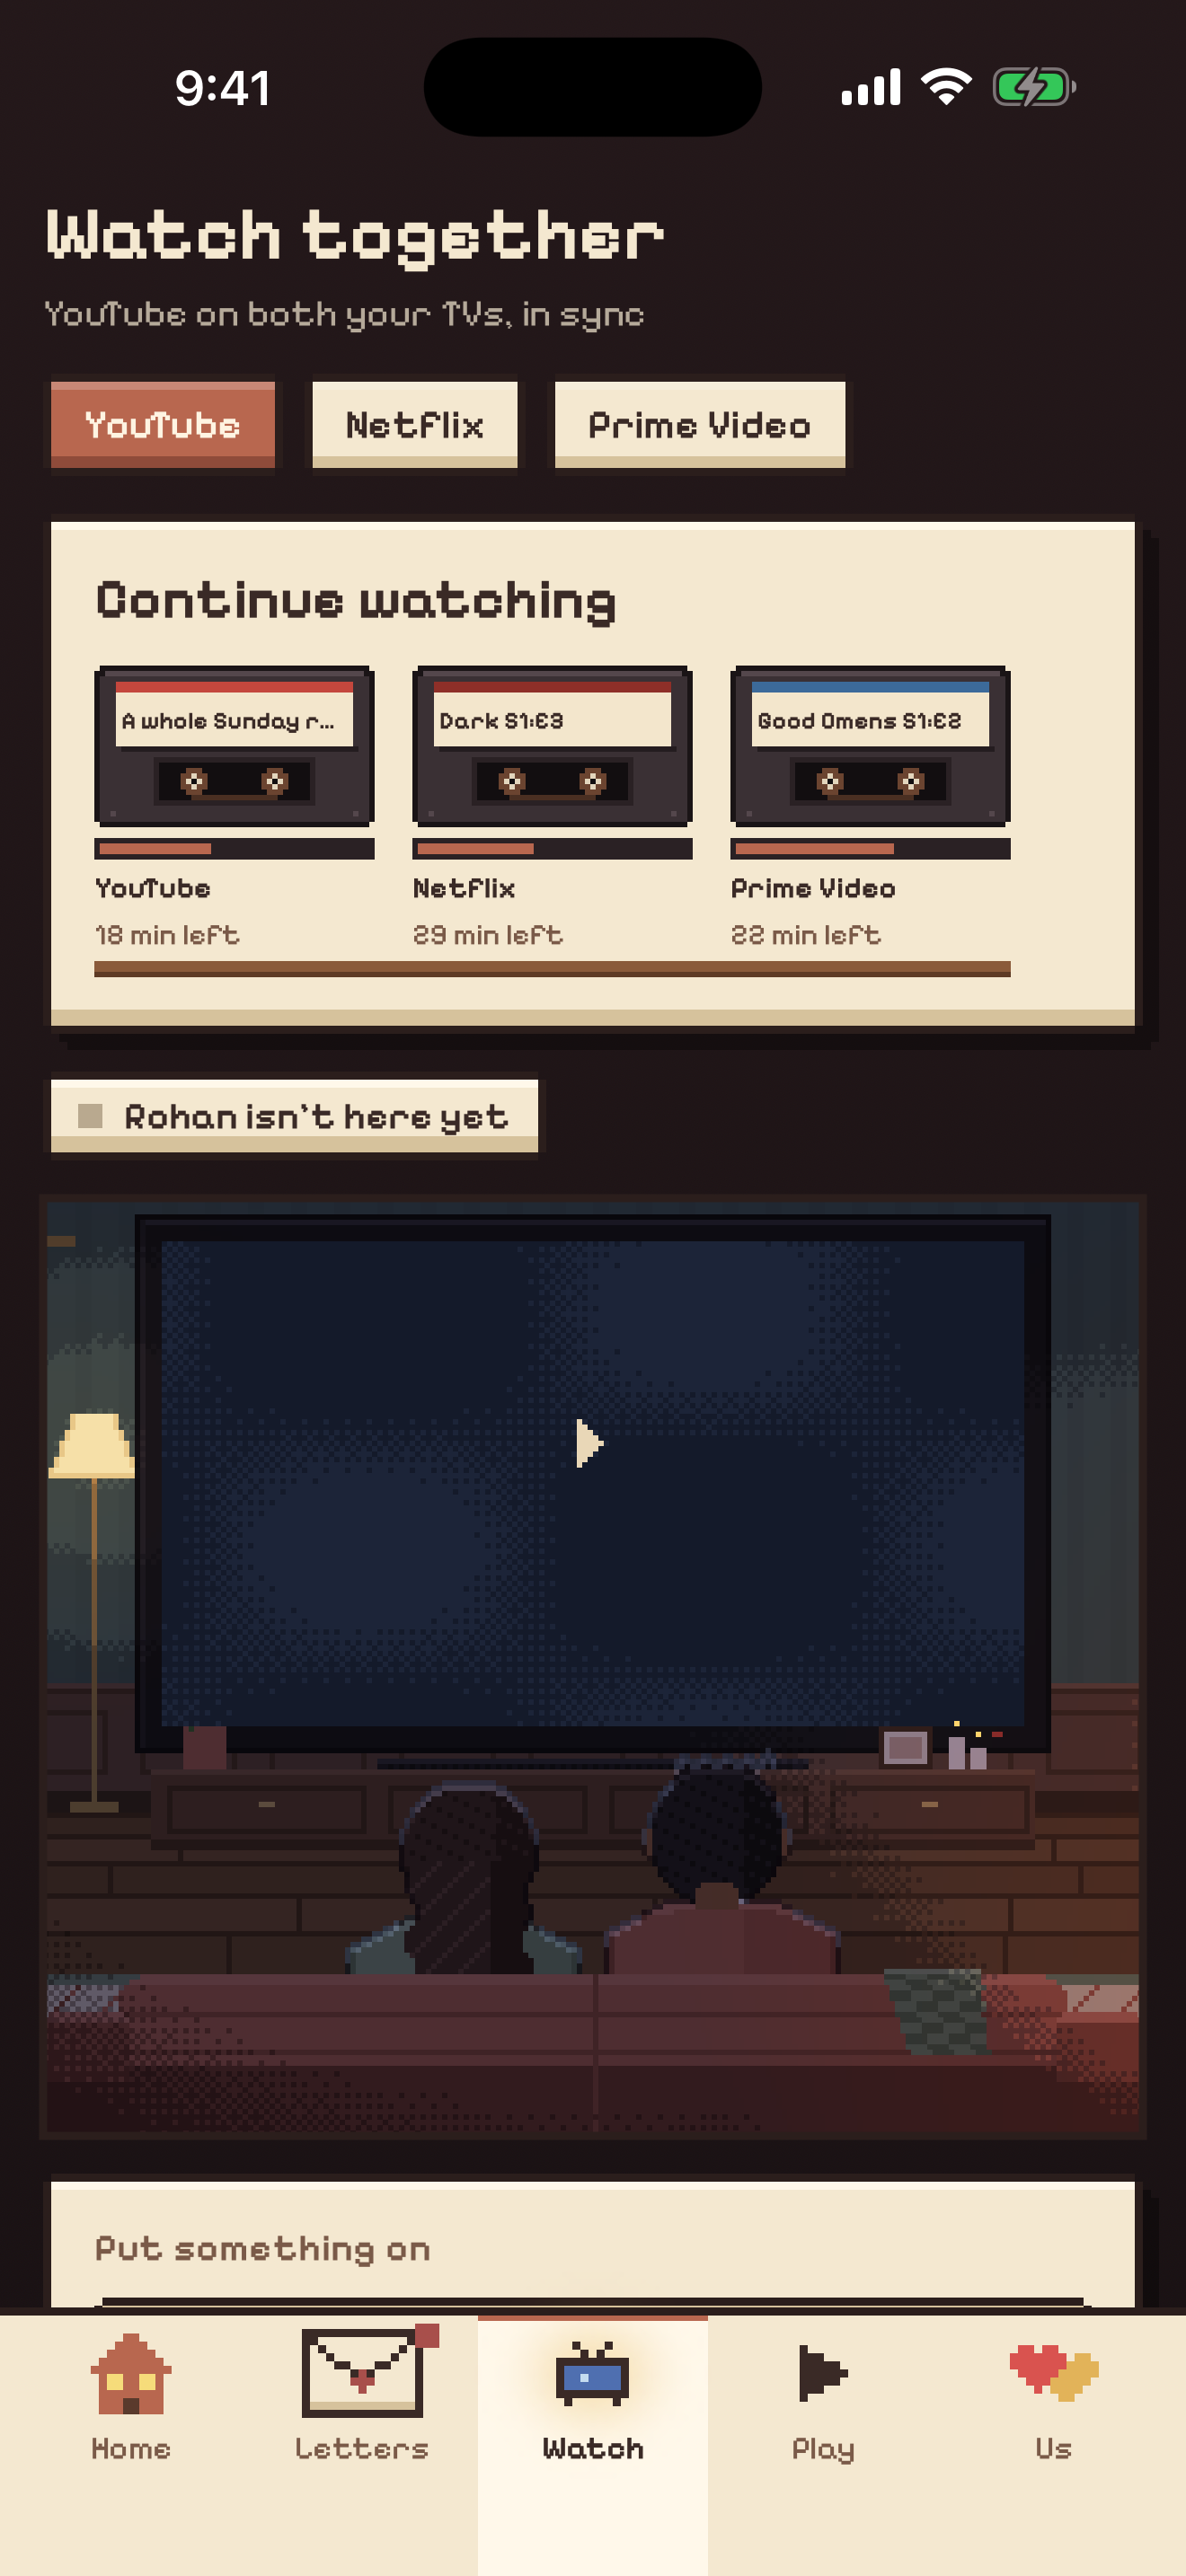 9:41
Watch together
YouTube on both your TVs, in sync
YouTube
Netflix
Prime Video
Continue watching
A whole Sunday r...
Dark S1:E3
Good Omens S1:E2
YouTube
Netflix
Prime Video
18 min left
29 min left
22 min left
Rohan isn't here yet
Put something on
Home
Letters
Watch
Play
Us